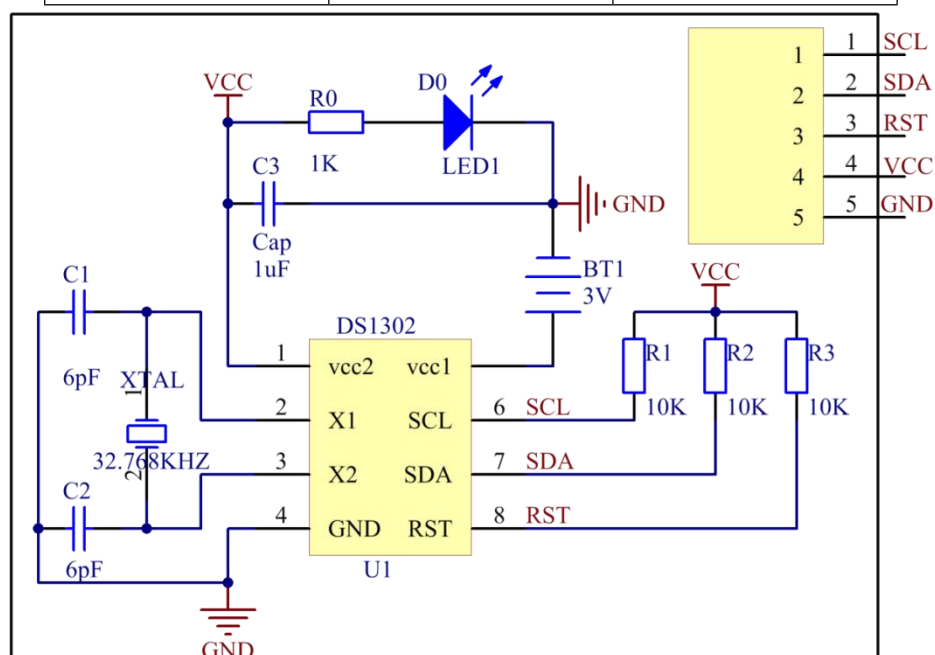 VCC
R0
1K
D0
LED1
C3
Cap
1uF
GND
BT1
3V
1
2
3
4
5
1
2
3
4
5
SCL
SDA
RST
VCC
GND
C1
6pF
XTAL
1
32.768KHZ
2
C2
6pF
DS1302
1
2
3
4
vcc2
X1
X2
GND
vcc1
SCL
SDA
RST
6
7
8
SCL
SDA
RST
U1
GND
VCC
R1
10K
R2
10K
R3
10K